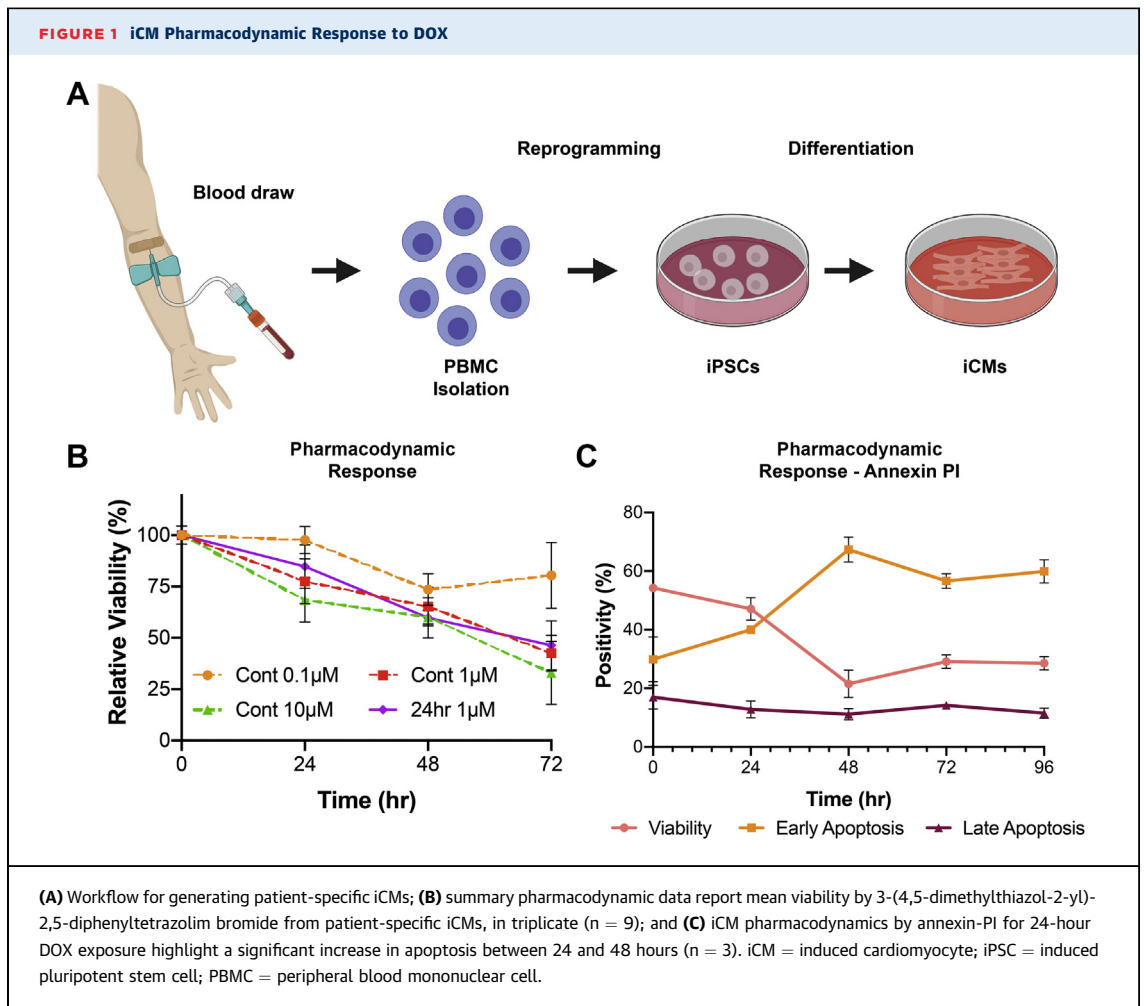 FIGURE 1 iCM Pharmacodynamic Response to DOX
A
Blood draw
Reprogramming
Differentiation
PBMC
Isolation
iPSCs
iCMs
B
Pharmacodynamic
Response
Relative Viability (%)
100
75
50
25
0
Cont 0.1µM
Cont 1µM
Cont 10µM
24hr 1µM
0
24
48
72
Time (hr)
C
Pharmacodynamic
Response - Annexin PI
Positivity (%)
80
60
40
20
0
0
24
48
72
96
Time (hr)
Viability
Early Apoptosis
Late Apoptosis
(A) Workflow for generating patient-specific iCMs; (B) summary pharmacodynamic data report mean viability by 3-(4,5-dimethylthiazol-2-yl)-
2,5-diphenyltetrazolim bromide from patient-specific iCMs, in triplicate (n = 9); and (C) iCM pharmacodynamics by annexin-PI for 24-hour
DOX exposure highlight a significant increase in apoptosis between 24 and 48 hours (n = 3). iCM = induced cardiomyocyte; iPSC = induced
pluripotent stem cell; PBMC = peripheral blood mononuclear cell.